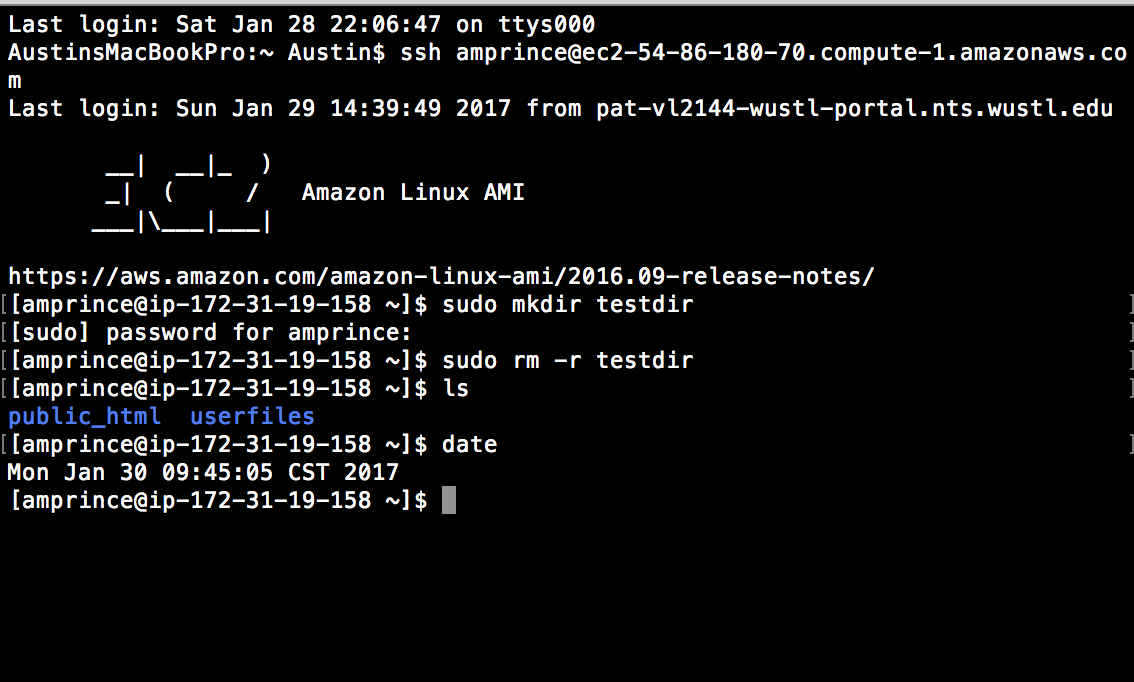 Last login: Sat Jan 28 22:06:47 on ttys000
AustinsMacBookPro:~ Austin$ ssh amprince@ec2-54-86-180-70.compute-1.amazonaws.co
m
Last login: Sun Jan 29 14:39:49 2017 from pat-vl2144-wustl-portal.nts.wustl.edu

       __|  __|_  )
       _|  (     /   Amazon Linux AMI
      ___|\___|___|

https://aws.amazon.com/amazon-linux-ami/2016.09-release-notes/
[[amprince@ip-172-31-19-158 ~]$ sudo mkdir testdir ]
[[sudo] password for amprince: ]
[[amprince@ip-172-31-19-158 ~]$ sudo rm -r testdir ]
[[amprince@ip-172-31-19-158 ~]$ ls ]
public_html  userfiles
[[amprince@ip-172-31-19-158 ~]$ date ]
Mon Jan 30 09:45:05 CST 2017
[amprince@ip-172-31-19-158 ~]$